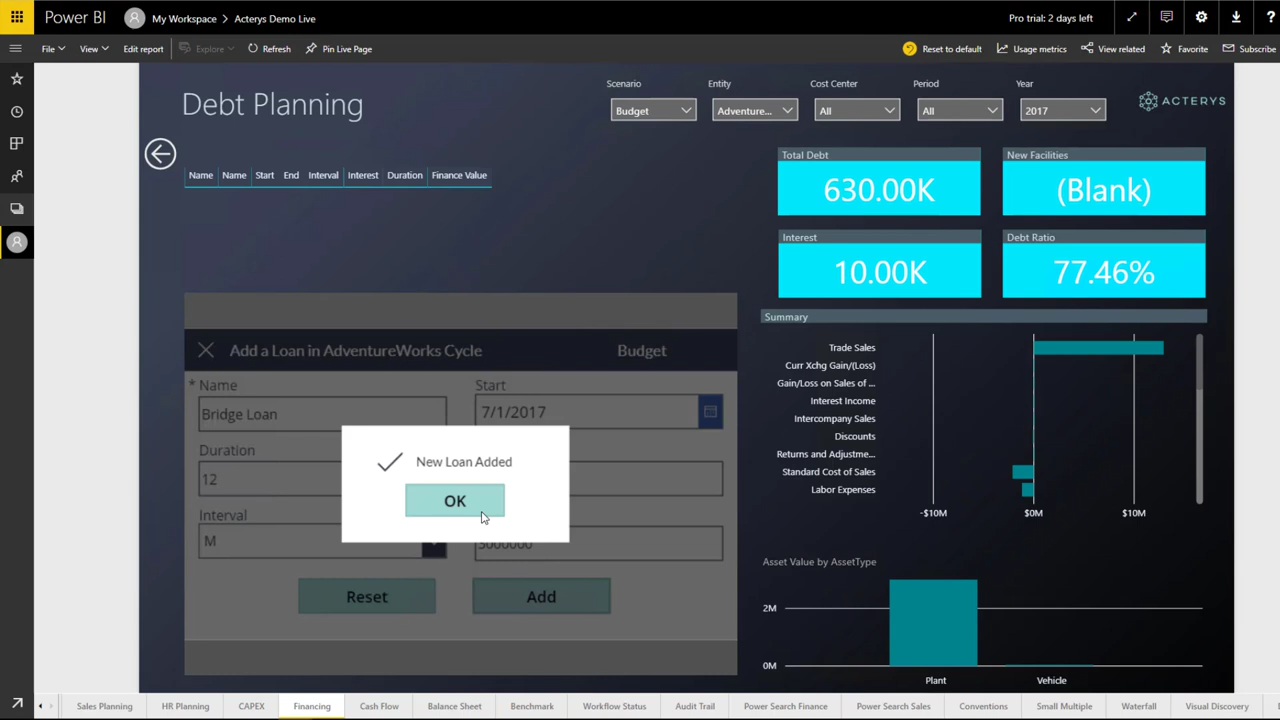 Power BI
My Workspace > Acterys Demo Live
Pro trial: 2 days left
?
File
View
Edit report
Explore
Refresh
Pin Live Page
Reset to default
Usage metrics
View related
Favorite
Subscribe
Debt Planning
Scenario
Entity
Cost Center
Period
Year
Budget
Adventure...
All
All
2017
ACTERYS
Name Name Start End Interval Interest Duration Finance Value
Total Debt
630.00K
New Facilities
(Blank)
Interest
10.00K
Debt Ratio
77.46%
Add a Loan in AdventureWorks Cycle
Budget
* Name
Start
Bridge Loan
7/1/2017
Duration
12
New Loan Added
OK
Interval
M
Reset
Add
Summary
Trade Sales
Curr Xchg Gain/(Loss)
Gain/Loss on Sales of ...
Interest Income
Intercompany Sales
Discounts
Returns and Adjustme...
Standard Cost of Sales
Labor Expenses
-$10M $0M $10M
Asset Value by AssetType
2M
0M
Plant Vehicle
Sales Planning
HR Planning
CAPEX
Financing
Cash Flow
Balance Sheet
Benchmark
Workflow Status
Audit Trail
Power Search Finance
Power Search Sales
Conventions
Small Multiple
Waterfall
Visual Discovery